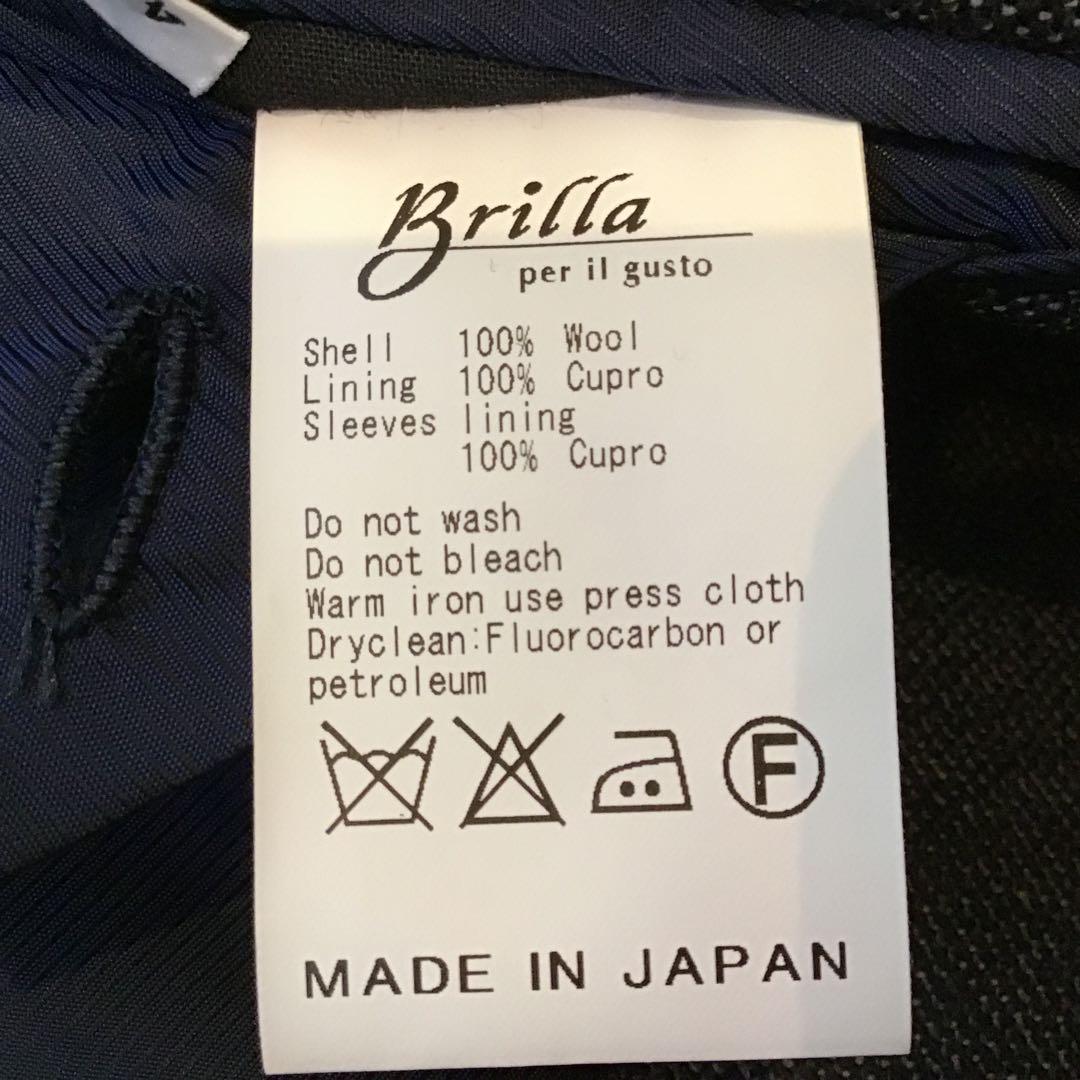 Brilla
per il gusto
Shell 100% Wool
Lining 100% Cupro
Sleeves lining
100% Cupro
Do not wash
Do not bleach
Warm iron use press cloth
Dryclean:Fluorocarbon or
petroleum
F
MADE IN JAPAN